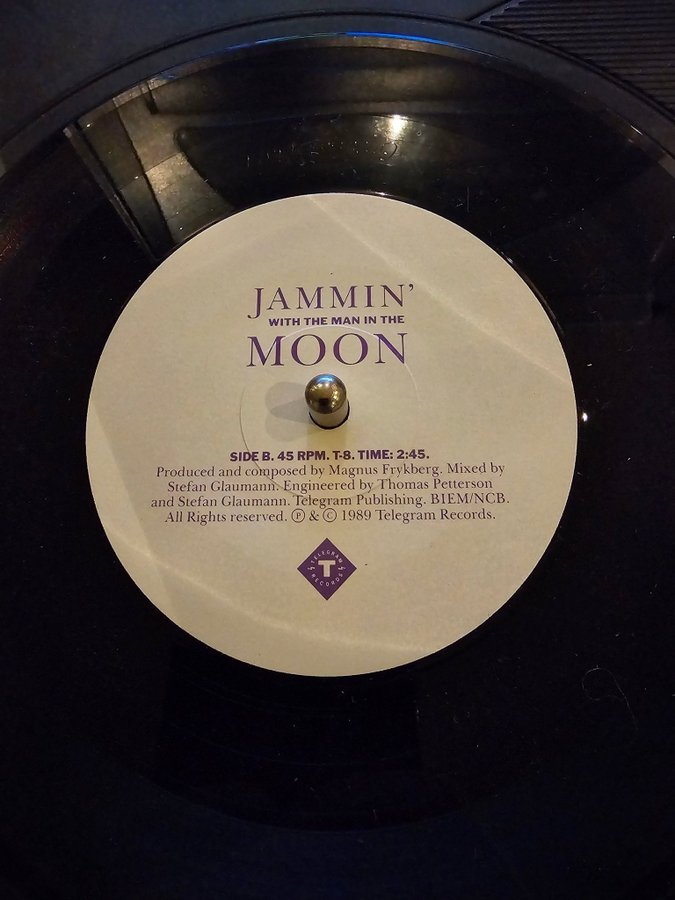 JAMMIN'
WITH THE MAN IN THE
MOON
SIDE B. 45 RPM. T-8. TIME: 2:45.
Produced and composed by Magnus Frykberg. Mixed by
Stefan Glaumann. Engineered by Thomas Petterson
and Stefan Glaumann. Telegram Publishing. BIEM/NCB.
All Rights reserved. Ⓟ & © 1989 Telegram Records.
TELEGRAM
T
RECORDS